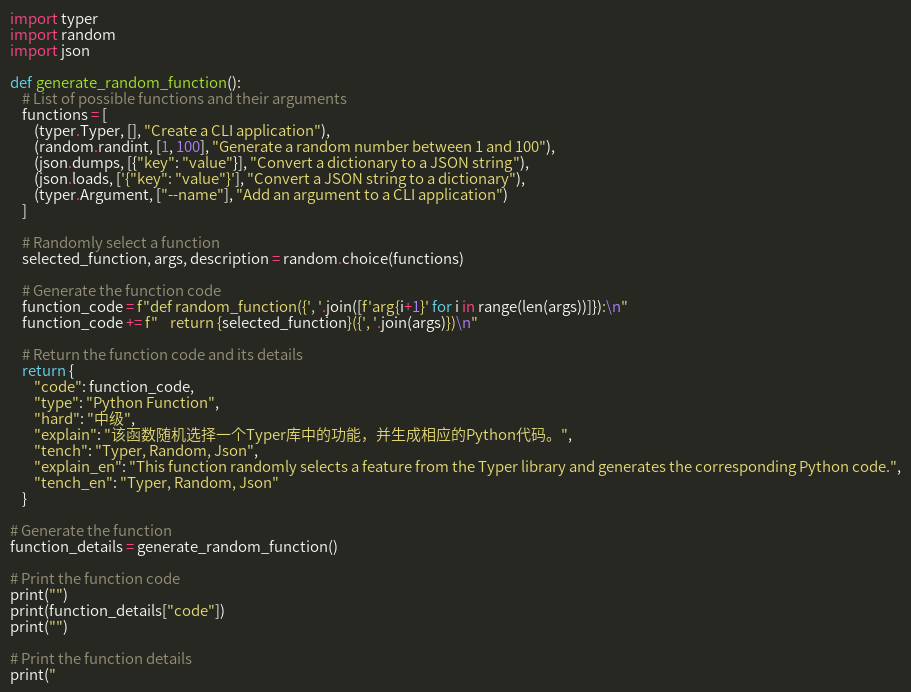 import typer
import random
import json

def generate_random_function():
    # List of possible functions and their arguments
    functions = [
        (typer.Typer, [], "Create a CLI application"),
        (random.randint, [1, 100], "Generate a random number between 1 and 100"),
        (json.dumps, [{"key": "value"}], "Convert a dictionary to a JSON string"),
        (json.loads, ['{"key": "value"}'], "Convert a JSON string to a dictionary"),
        (typer.Argument, ["--name"], "Add an argument to a CLI application")
    ]

    # Randomly select a function
    selected_function, args, description = random.choice(functions)

    # Generate the function code
    function_code = f"def random_function({', '.join([f'arg{i+1}' for i in range(len(args))])}):\n"
    function_code += f"    return {selected_function}({', '.join(args)})\n"

    # Return the function code and its details
    return {
        "code": function_code,
        "type": "Python Function",
        "hard": "中级",
        "explain": "该函数随机选择一个Typer库中的功能，并生成相应的Python代码。",
        "tench": "Typer, Random, Json",
        "explain_en": "This function randomly selects a feature from the Typer library and generates the corresponding Python code.",
        "tench_en": "Typer, Random, Json"
    }

# Generate the function
function_details = generate_random_function()

# Print the function code
print("")
print(function_details["code"])
print("")

# Print the function details
print("